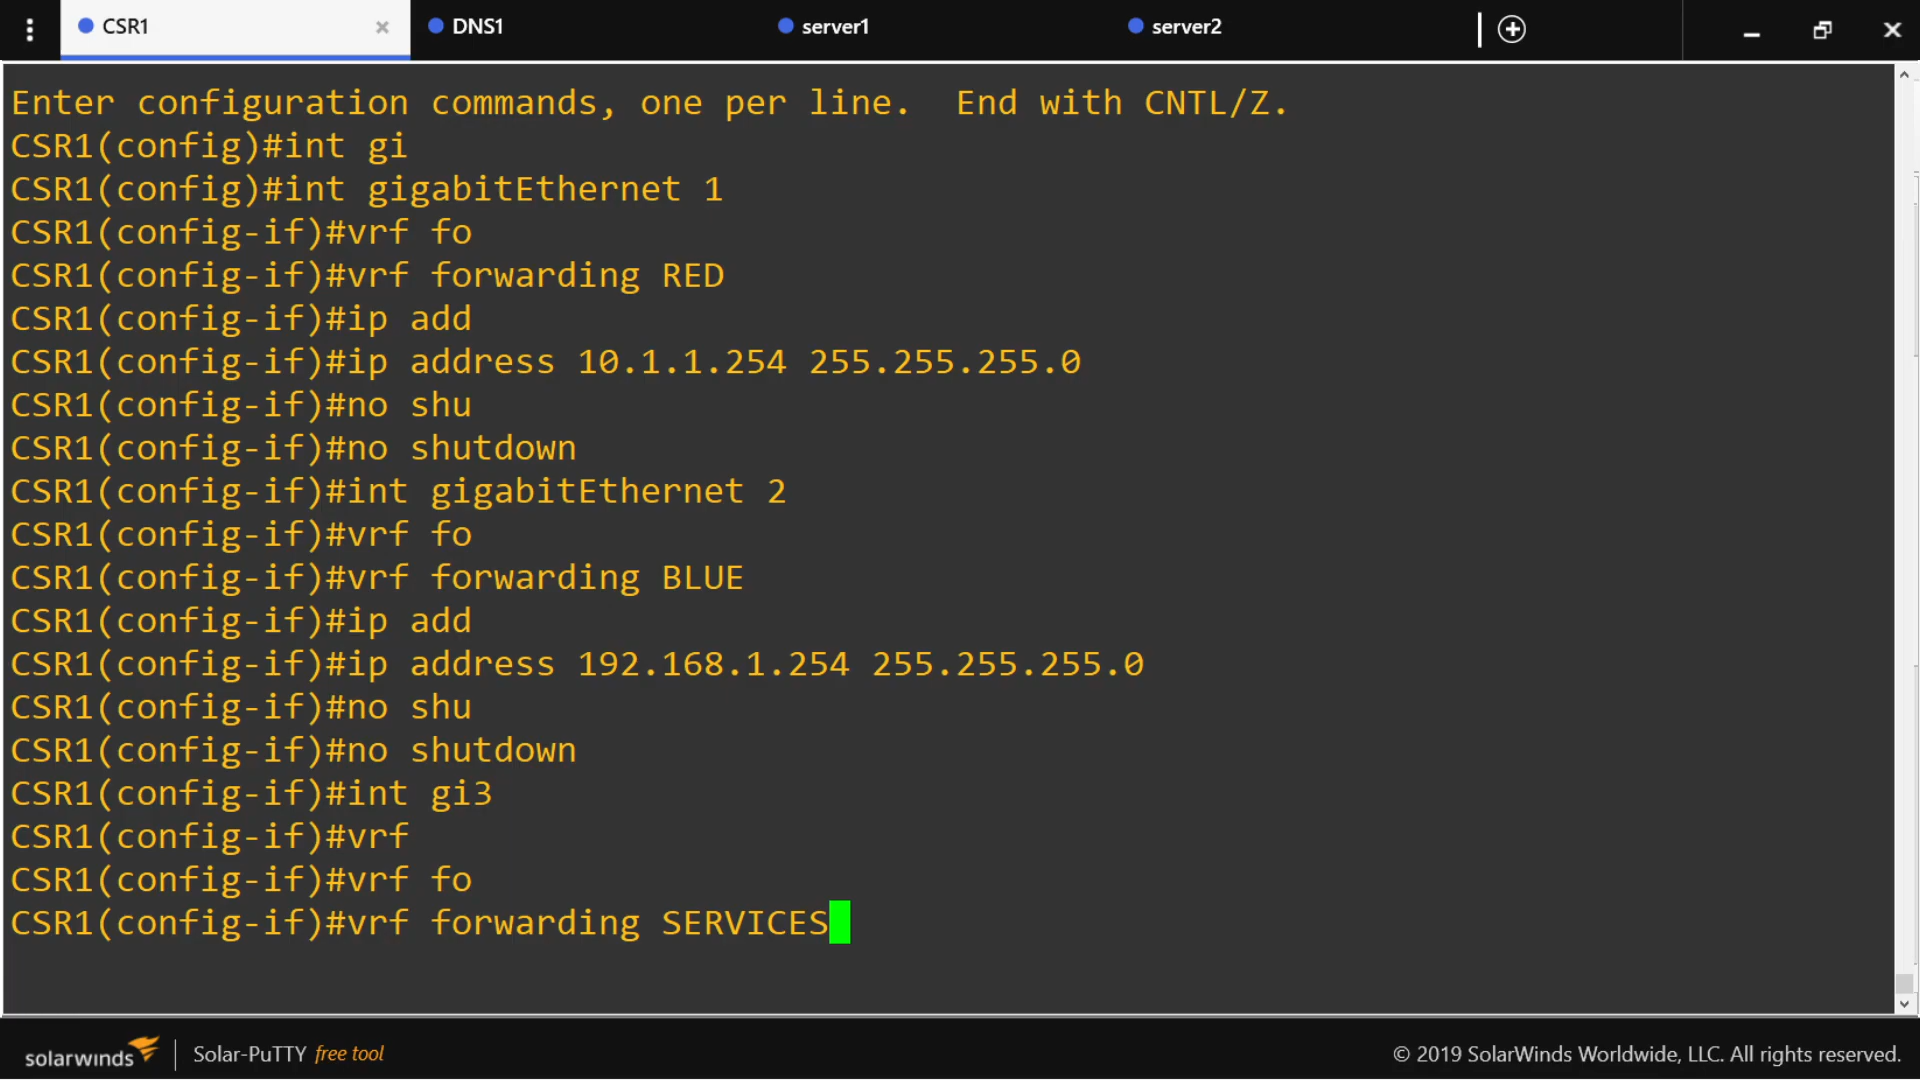 CSR1
DNS1
server1
server2
Enter configuration commands, one per line.  End with CNTL/Z.
CSR1(config)#int gi
CSR1(config)#int gigabitEthernet 1
CSR1(config-if)#vrf fo
CSR1(config-if)#vrf forwarding RED
CSR1(config-if)#ip add
CSR1(config-if)#ip address 10.1.1.254 255.255.255.0
CSR1(config-if)#no shu
CSR1(config-if)#no shutdown
CSR1(config-if)#int gigabitEthernet 2
CSR1(config-if)#vrf fo
CSR1(config-if)#vrf forwarding BLUE
CSR1(config-if)#ip add
CSR1(config-if)#ip address 192.168.1.254 255.255.255.0
CSR1(config-if)#no shu
CSR1(config-if)#no shutdown
CSR1(config-if)#int gi3
CSR1(config-if)#vrf
CSR1(config-if)#vrf fo
CSR1(config-if)#vrf forwarding SERVICES
solarwinds
Solar-PuTTY free tool
© 2019 SolarWinds Worldwide, LLC. All rights reserved.